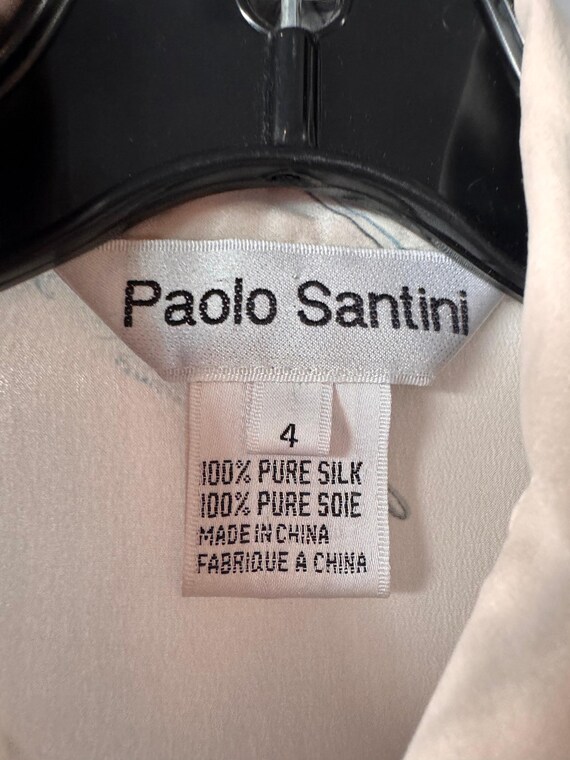 Paolo Santini
4
100% PURE SILK
100% PURE SOIE
MADE IN CHINA
FABRIQUE A CHINA